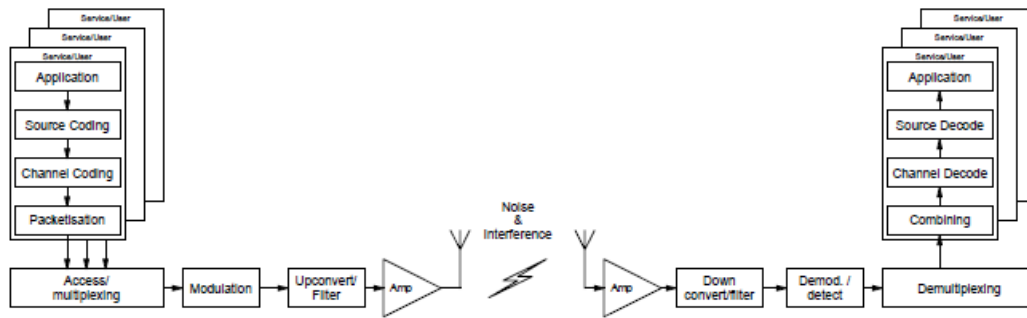 Service/User
Service/User
Service/User
Application
Source Coding
Channel Coding
Packetisation
Access/
multiplexing
Modulation
Upconvert/
Filter
Amp
Noise
&
Interference
Amp
Down
convert/filter
Demod. /
detect
Demultiplexing
Service/User
Service/User
Service/User
Application
Source Decode
Channel Decode
Combining